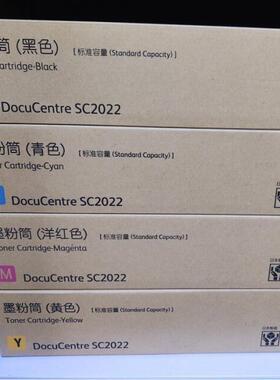 筒 (黑色)
Cartridge-Black
[ 标准容量 (Standard Capacity) ]
DocuCentre SC2022
粉筒 (青色)
r Cartridge-Cyan
[ 标准容量 (Standard Capacity) ]
DocuCentre SC2022
墨粉筒 (洋红色)
Toner Cartridge-Magenta
[ 标准容量 (Standard Capacity) ]
M DocuCentre SC2022
墨粉筒 (黄色)
Toner Cartridge-Yellow
[ 标准容量 (Standard Capacity) ]
Y DocuCentre SC2022